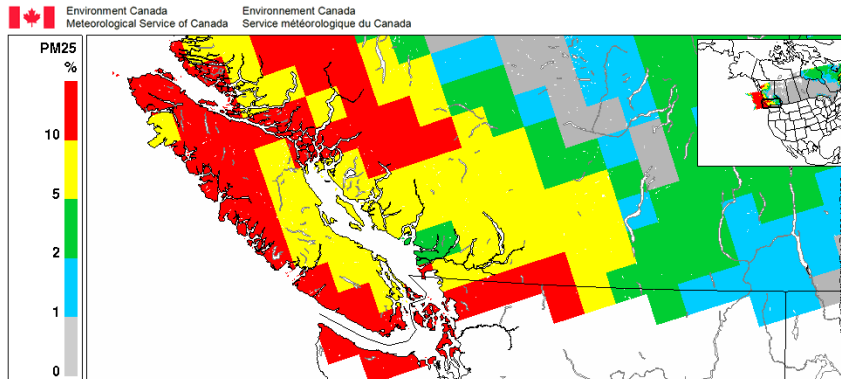 Environment Canada
Meteorological Service of Canada
Environnement Canada
Service météorologique du Canada
PM25
%
10
5
2
1
0